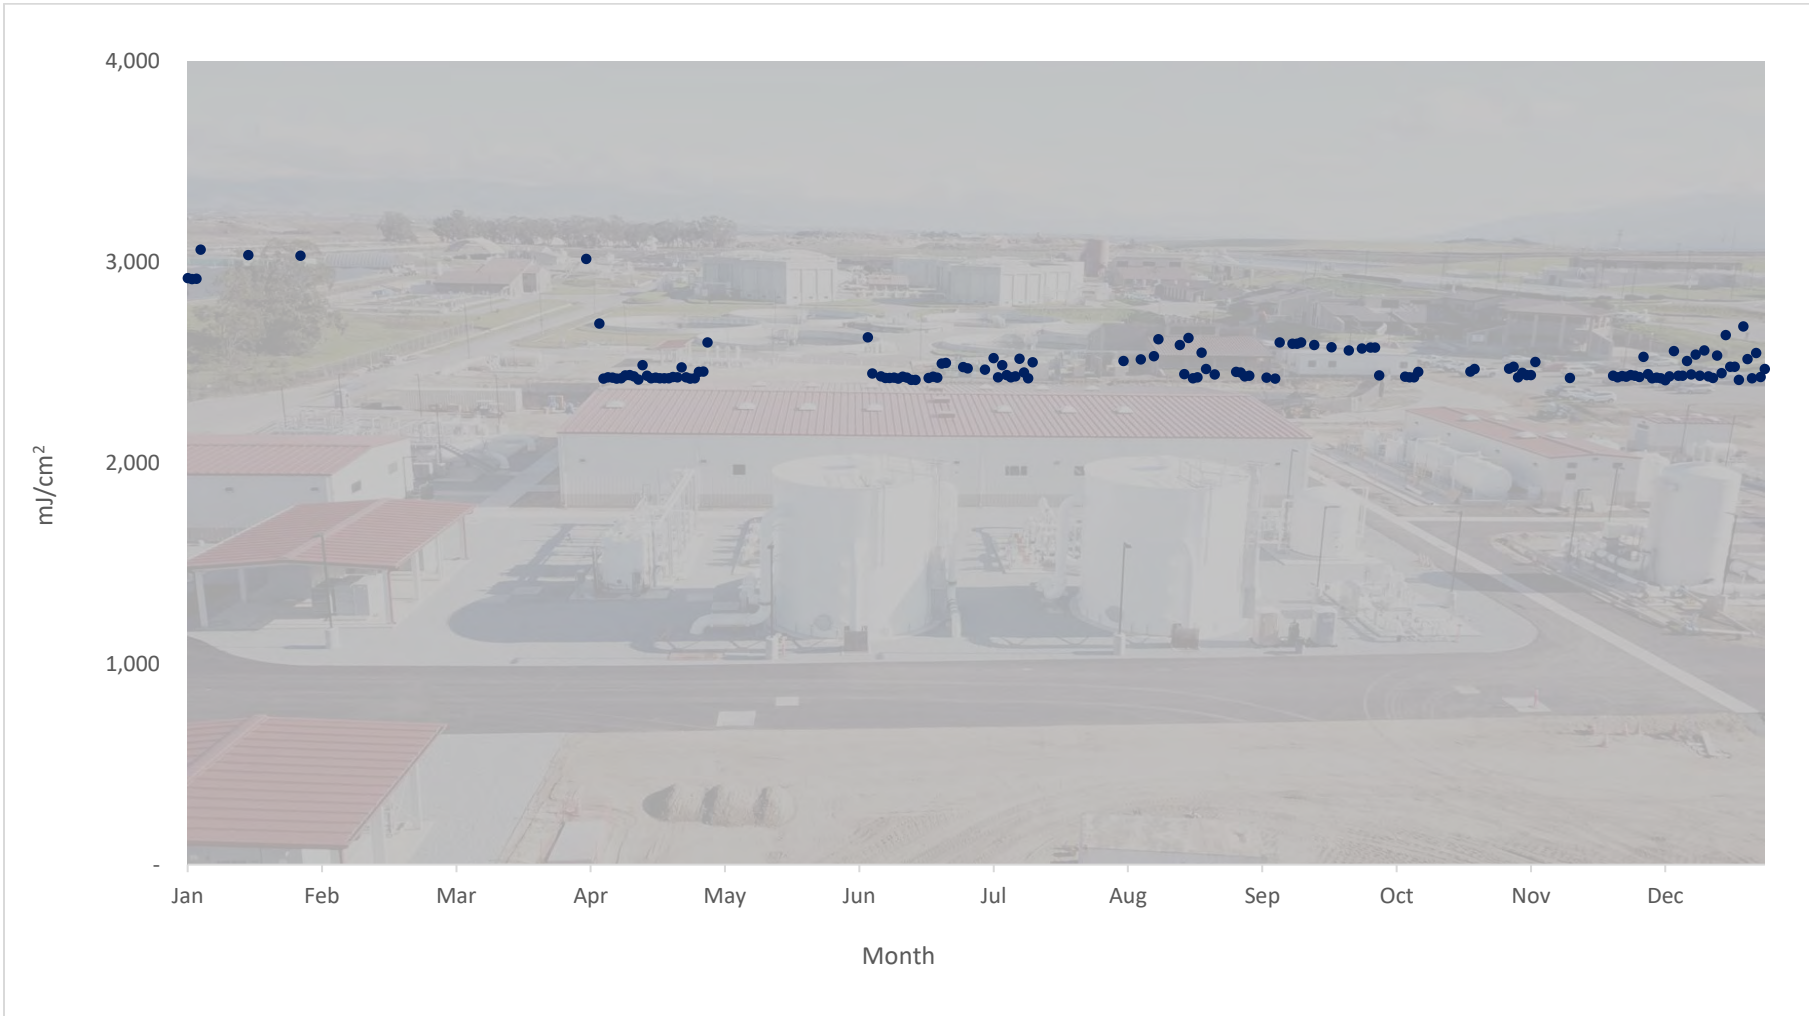 4,000
3,000
2,000
1,000
-
mJ/cm²
Jan Feb Mar Apr May Jun Jul Aug Sep Oct Nov Dec
Month